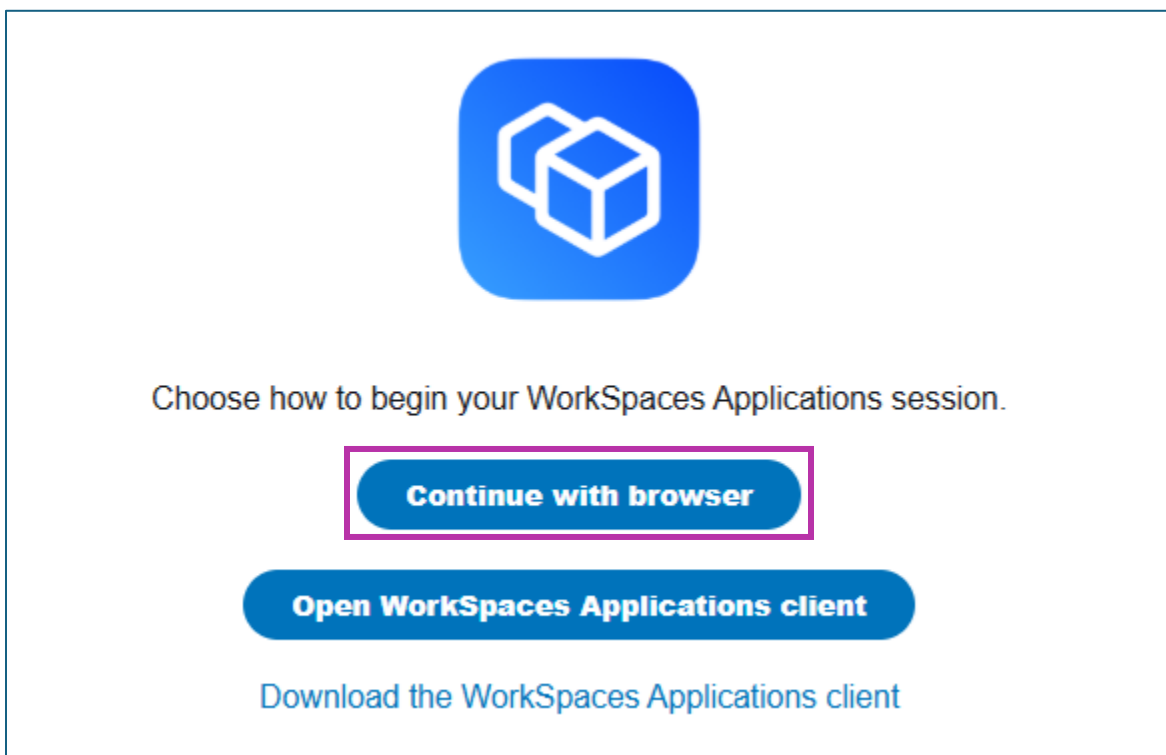 Choose how to begin your WorkSpaces Applications session.
Continue with browser
Open WorkSpaces Applications client
Download the WorkSpaces Applications client